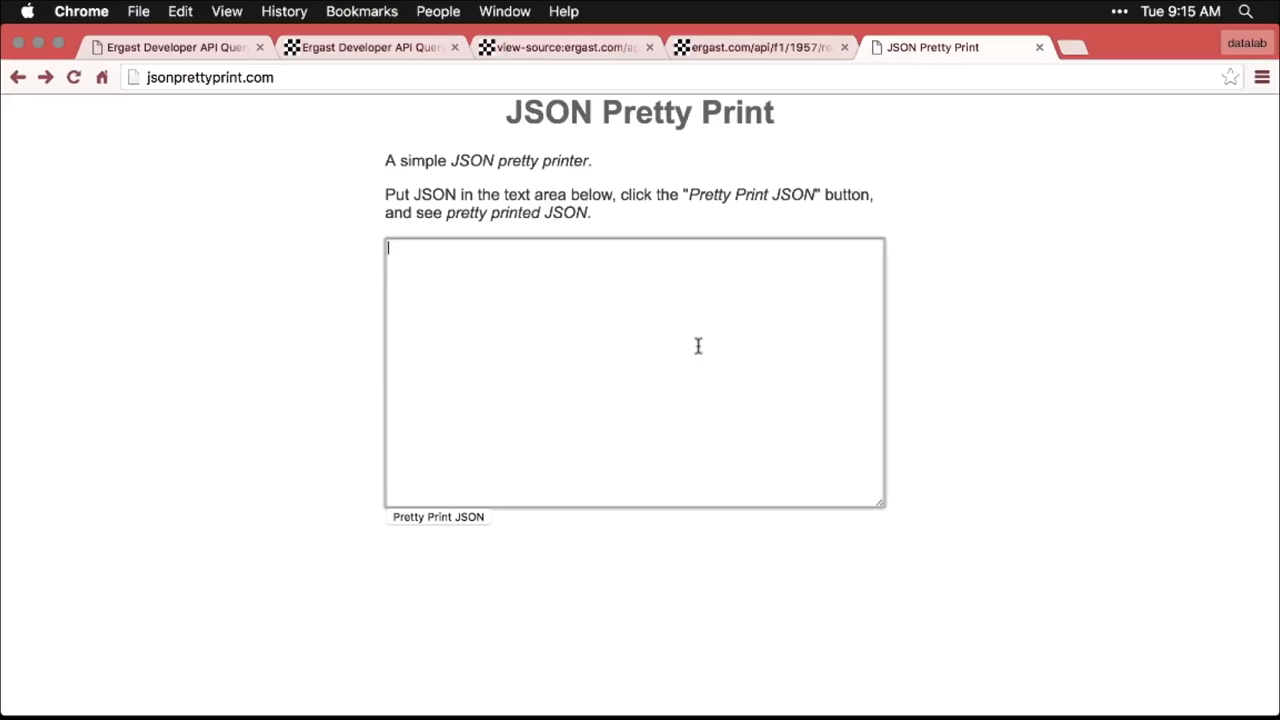 Chrome File Edit View History Bookmarks People Window Help ••• Tue 9:15 AM
Ergast Developer API Quer Ergast Developer API Quer view-source:ergast.com/ap ergast.com/api/f1/1957/re JSON Pretty Print datalab
jsonprettyprint.com
JSON Pretty Print
A simple JSON pretty printer.
Put JSON in the text area below, click the "Pretty Print JSON" button,
and see pretty printed JSON.
Pretty Print JSON